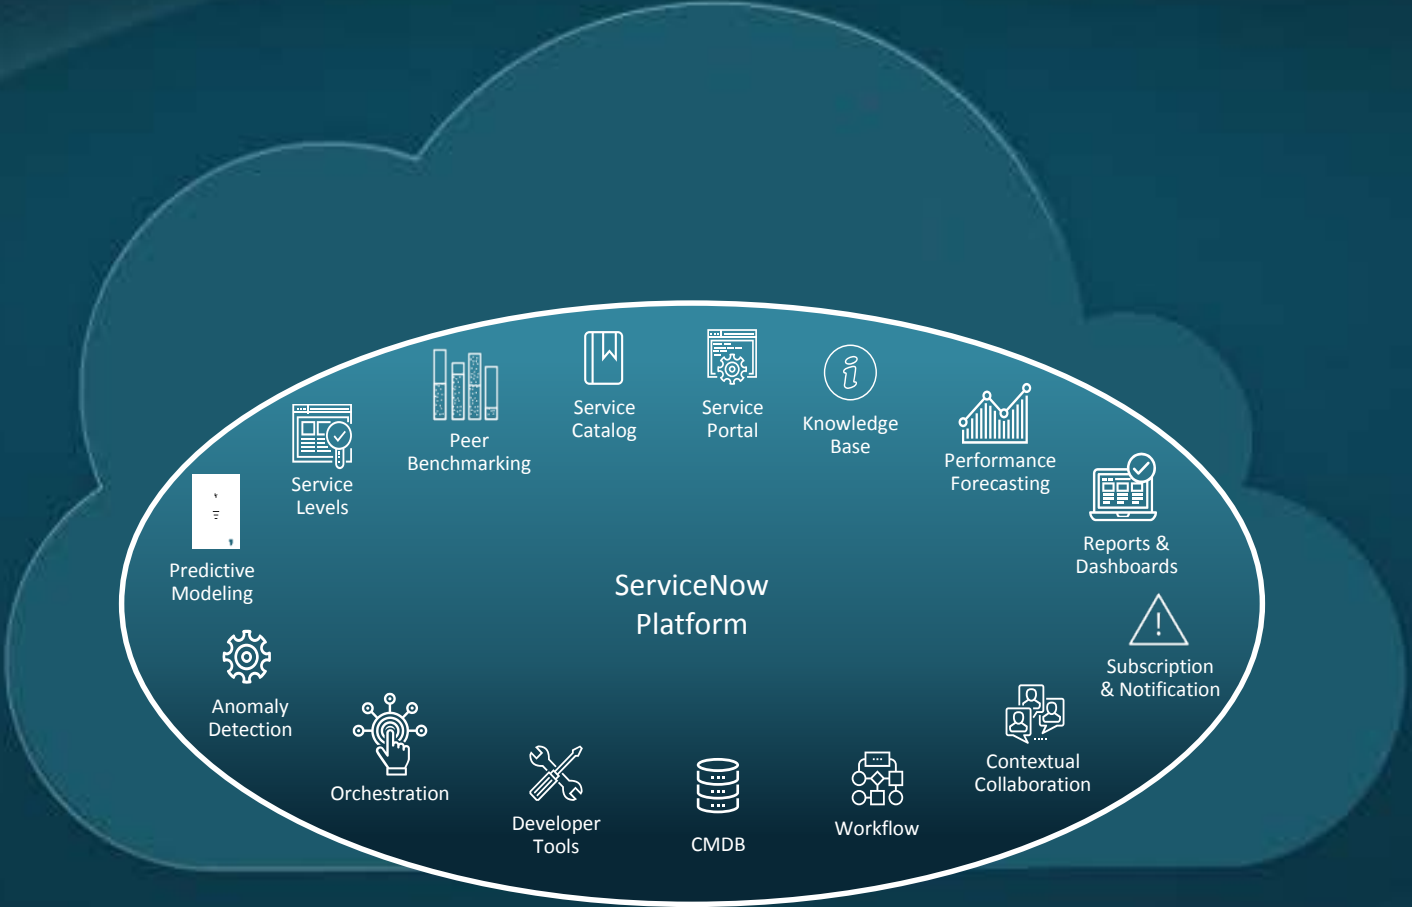 Service
Catalog
Service
Portal
Knowledge
Base
Peer
Benchmarking
Performance
Forecasting
Service
Levels
Reports &
Dashboards
Predictive
Modeling
ServiceNow
Platform
Subscription
& Notification
Anomaly
Detection
Contextual
Collaboration
Orchestration
Developer
Tools
CMDB
Workflow